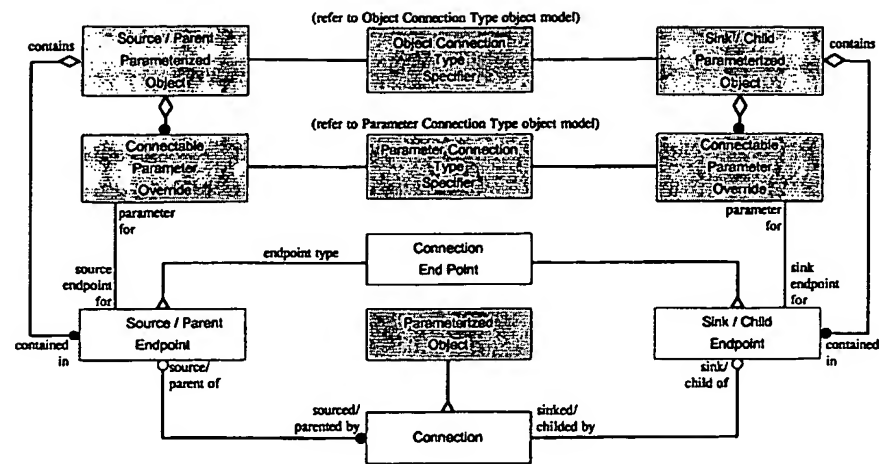 (refer to Object Connection Type object model)
contains
Source / Parent
Parameterized
Object
Object Connection
Type
Specifier
Sink / Child
Parameterized
Object
contains
(refer to Parameter Connection Type object model)
Connectable
Parameter
Override
Parameter Connection
Type
Specifier
Connectable
Parameter
Override
parameter
for
parameter
for
endpoint type
Connection
End Point
source
endpoint
for
sink
endpoint
for
Source / Parent
Endpoint
Parameterized
Object
Sink / Child
Endpoint
contained
in
contained
in
source/
parent of
sink/
child of
sourced/
parented by
Connection
sinked/
childed by